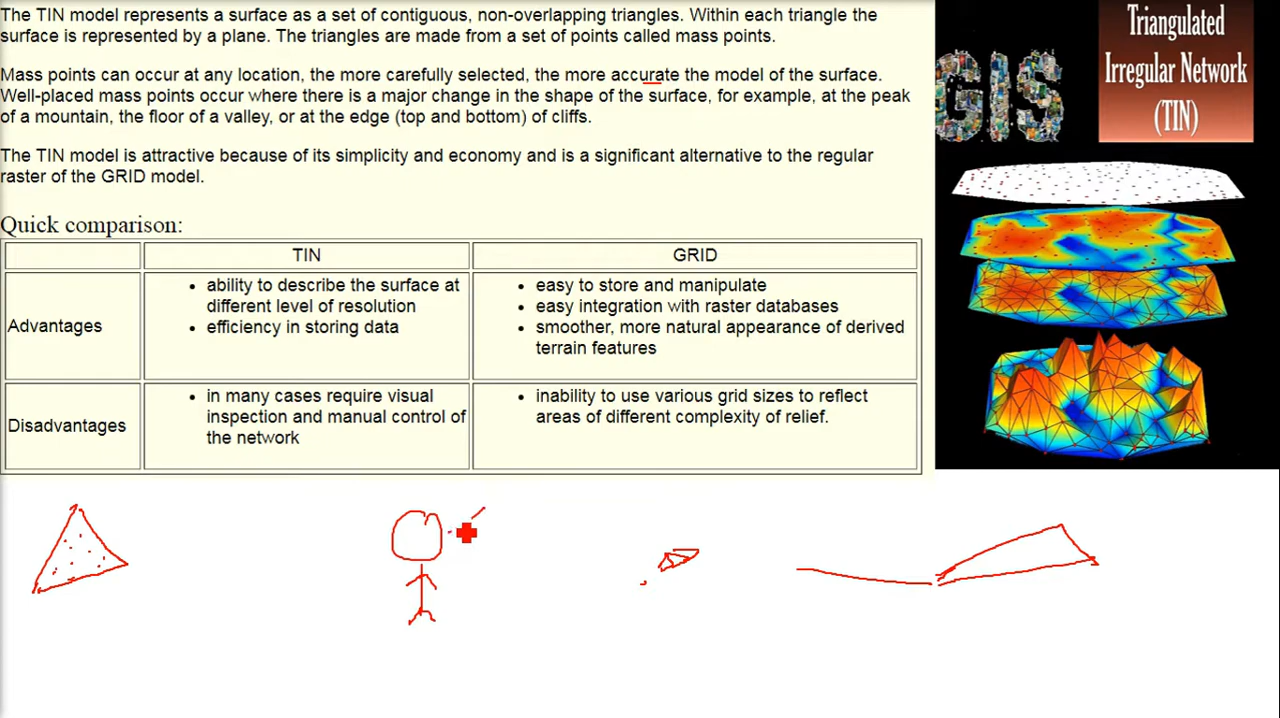 The TIN model represents a surface as a set of contiguous, non-overlapping triangles. Within each triangle the
surface is represented by a plane. The triangles are made from a set of points called mass points.
Mass points can occur at any location, the more carefully selected, the more accurate the model of the surface.
Well-placed mass points occur where there is a major change in the shape of the surface, for example, at the peak
of a mountain, the floor of a valley, or at the edge (top and bottom) of cliffs.
The TIN model is attractive because of its simplicity and economy and is a significant alternative to the regular
raster of the GRID model.
Quick comparison:
TIN
GRID
Advantages
• ability to describe the surface at
different level of resolution
• efficiency in storing data
• easy to store and manipulate
• easy integration with raster databases
• smoother, more natural appearance of derived
terrain features
Disadvantages
• in many cases require visual
inspection and manual control of
the network
• inability to use various grid sizes to reflect
areas of different complexity of relief.
GIS
Triangulated
Irregular Network
(TIN)